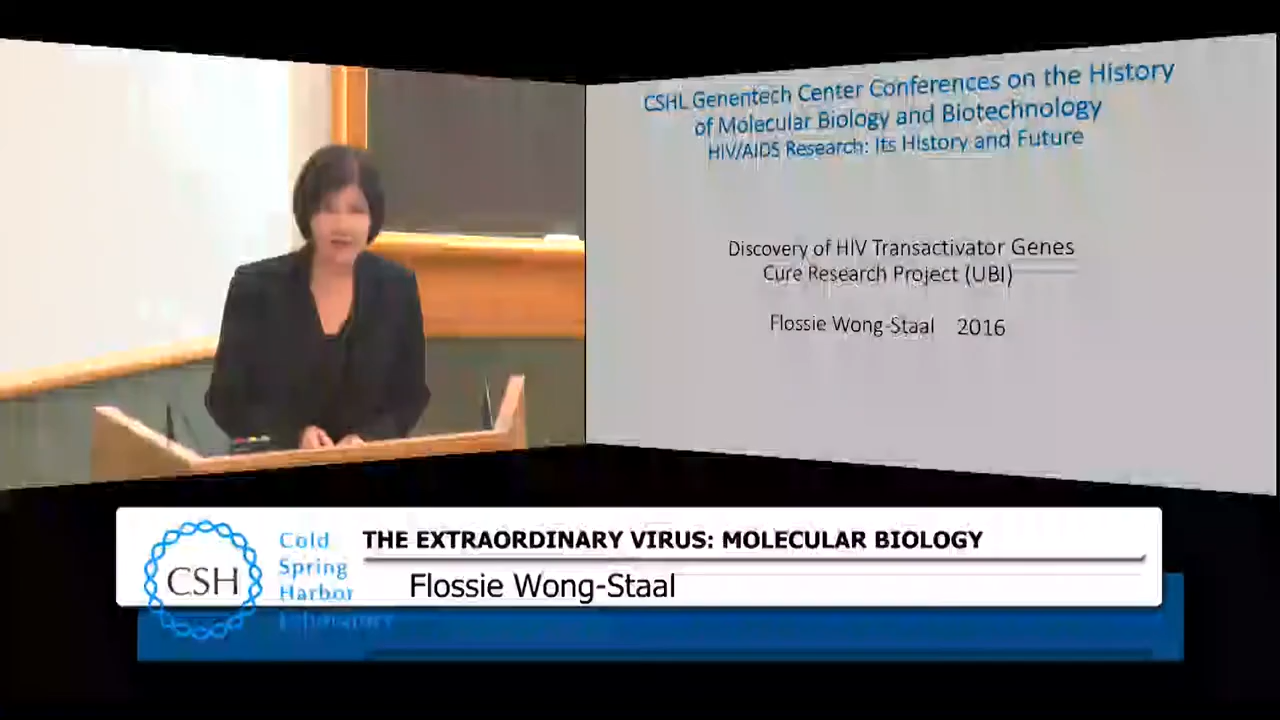 CSHL Genentech Center Conferences on the History
of Molecular Biology and Biotechnology
HIV/AIDS Research: Its History and Future
Discovery of HIV Transactivator Genes
Cure Research Project (UBI)
Flossie Wong-Staal 2016
CSH
Cold
Spring
Harbor
Laboratory
THE EXTRAORDINARY VIRUS: MOLECULAR BIOLOGY
Flossie Wong-Staal